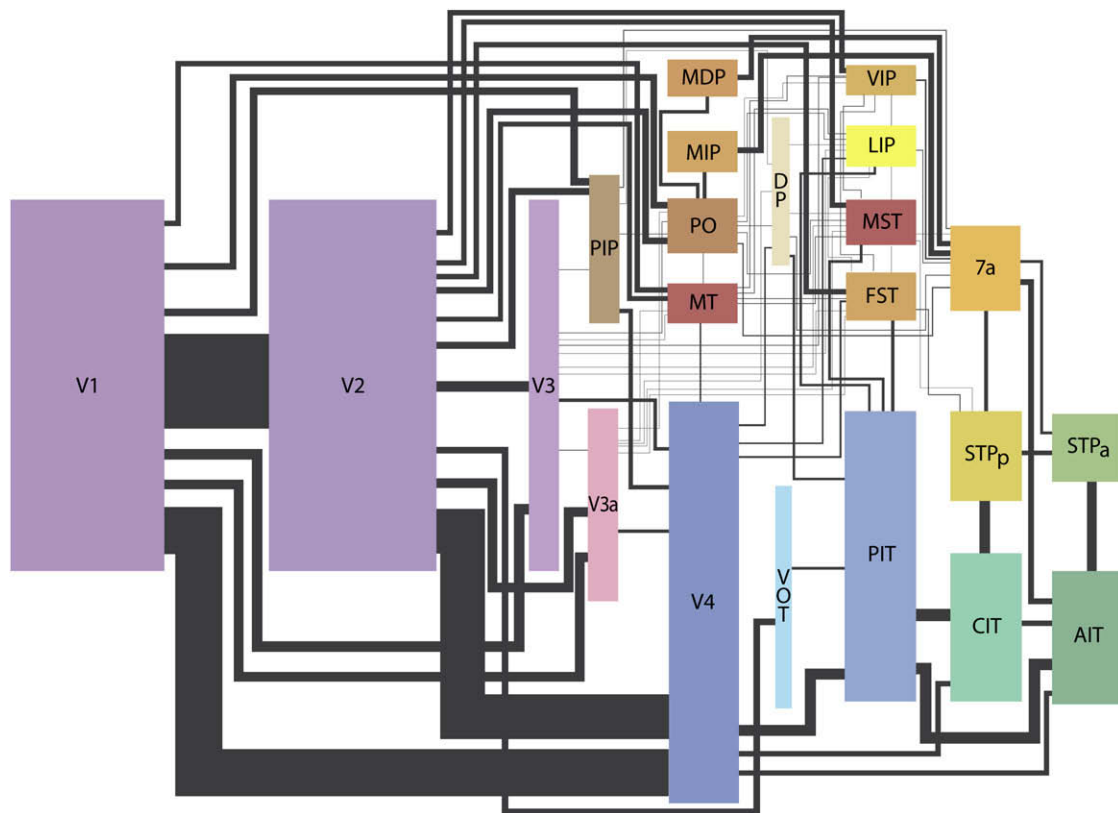 MDP
VIP
MIP
LIP
DP
PO
MST
PIP
7a
MT
FST
V1
V2
V3
STPp
STPa
V3a
PIT
V4
VOT
CIT
AIT